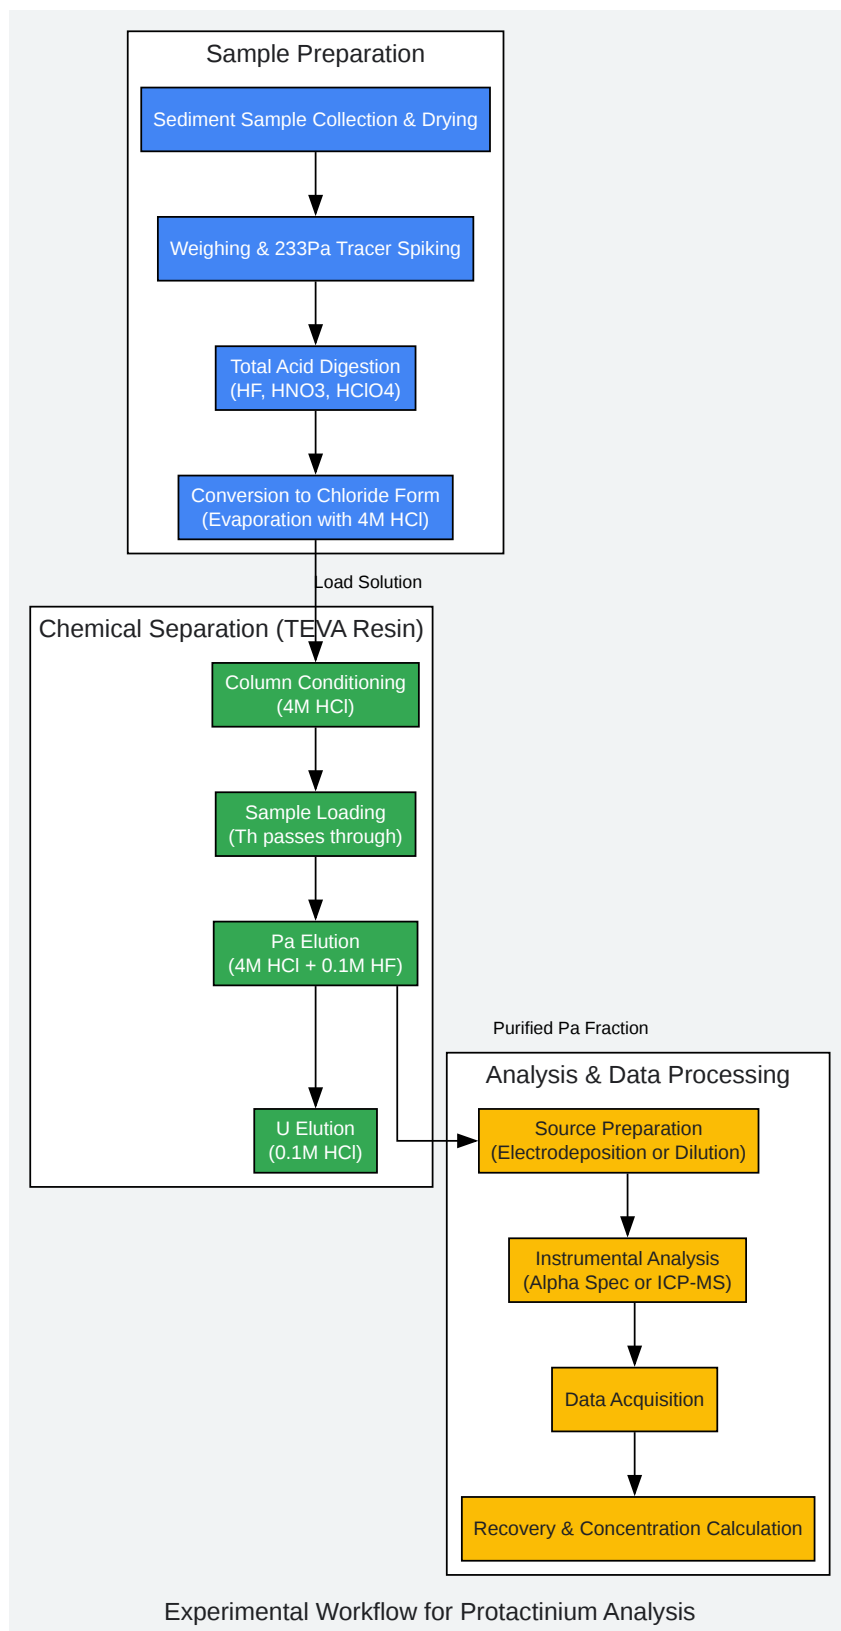 Sample Preparation
Sediment Sample Collection & Drying
Weighing & 233Pa Tracer Spiking
Total Acid Digestion
(HF, HNO3, HClO4)
Conversion to Chloride Form
(Evaporation with 4M HCl)
Load Solution
Chemical Separation (TEVA Resin)
Column Conditioning
(4M HCl)
Sample Loading
(Th passes through)
Pa Elution
(4M HCl + 0.1M HF)
U Elution
(0.1M HCl)
Purified Pa Fraction
Analysis & Data Processing
Source Preparation
(Electrodeposition or Dilution)
Instrumental Analysis
(Alpha Spec or ICP-MS)
Data Acquisition
Recovery & Concentration Calculation
Experimental Workflow for Protactinium Analysis